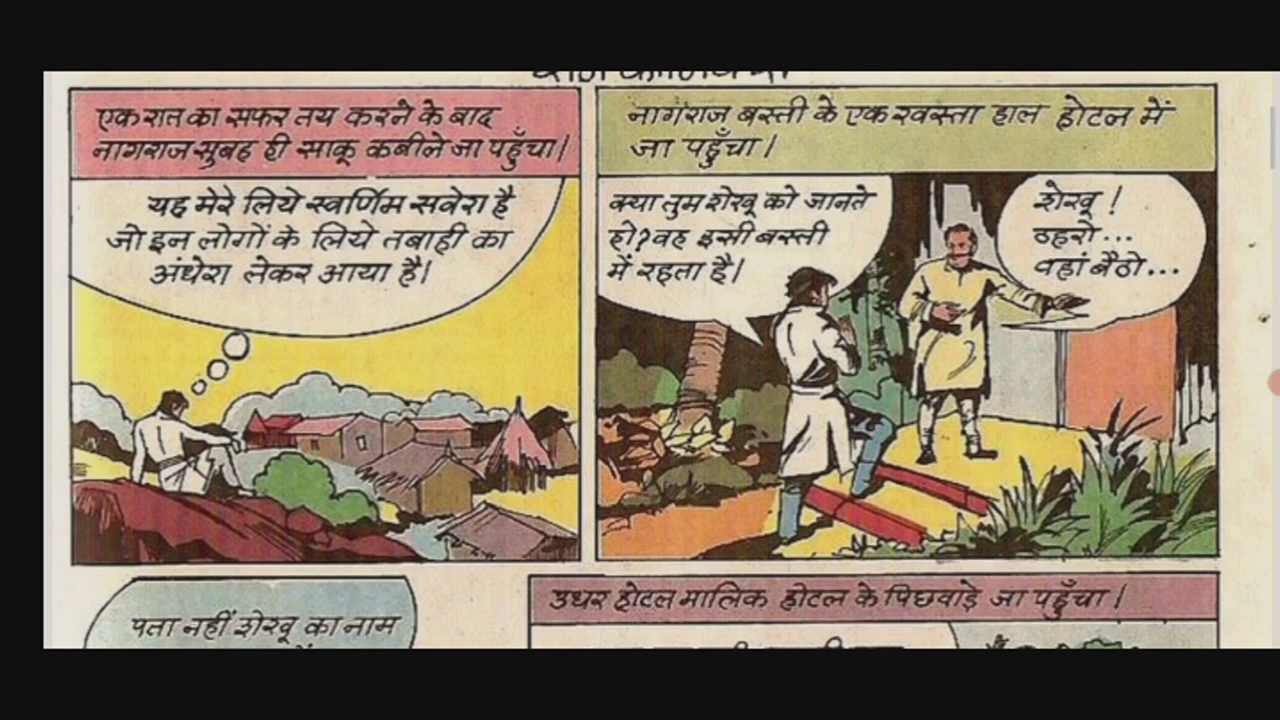 एक रात का सफर तय करने के बाद
नागराज सुबह ही साकू कबीले जा पहुँचा।
यह मेरे लिये स्वर्णिम सवेरा है
जो इन लोगों के लिये तबाही का
अंधेरा लेकर आया है।
नागराज बस्ती के एक खस्ता हाल होटल में
जा पहुँचा।
क्या तुम शेखू को जानते
हो? वह इसी बस्ती
में रहता है।
शेखू!
ठहरो...
वहां बैठो...
पता नहीं शेखू का नाम
उधर होटल मालिक होटल के पिछवाड़े जा पहुँचा।